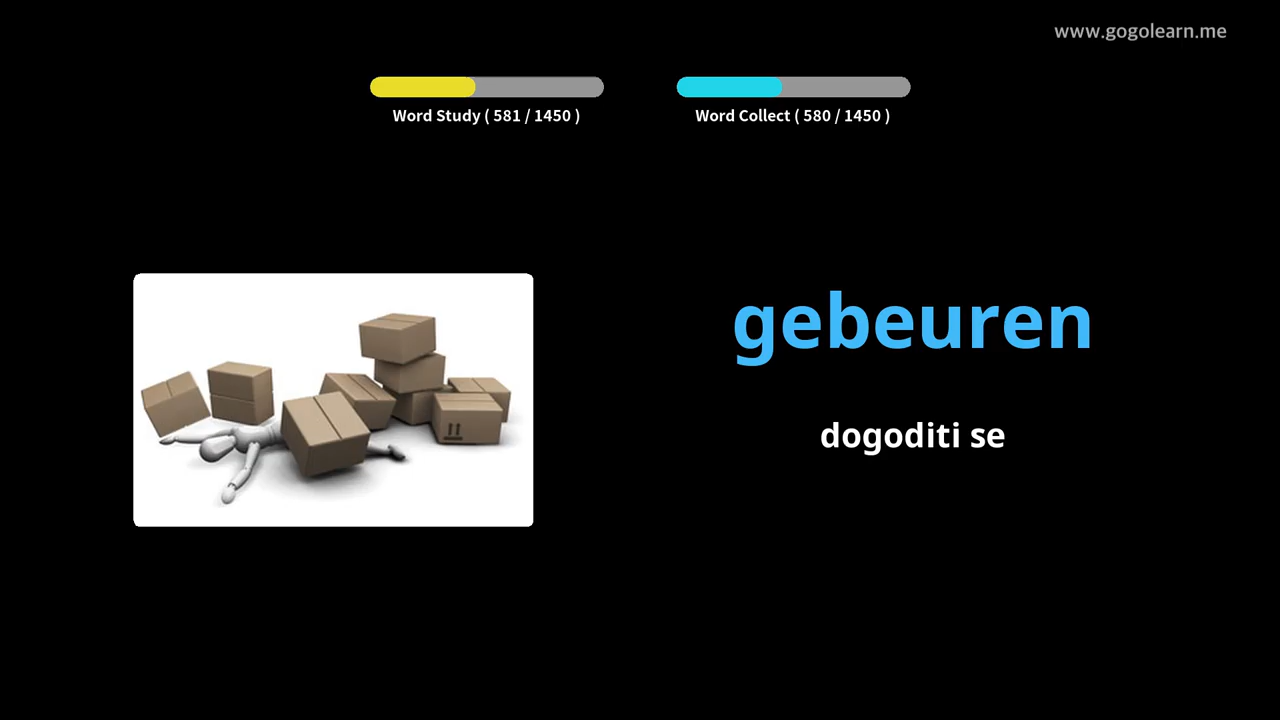 www.gogolearn.me
Word Study ( 581 / 1450 )
Word Collect ( 580 / 1450 )
gebeuren
dogoditi se